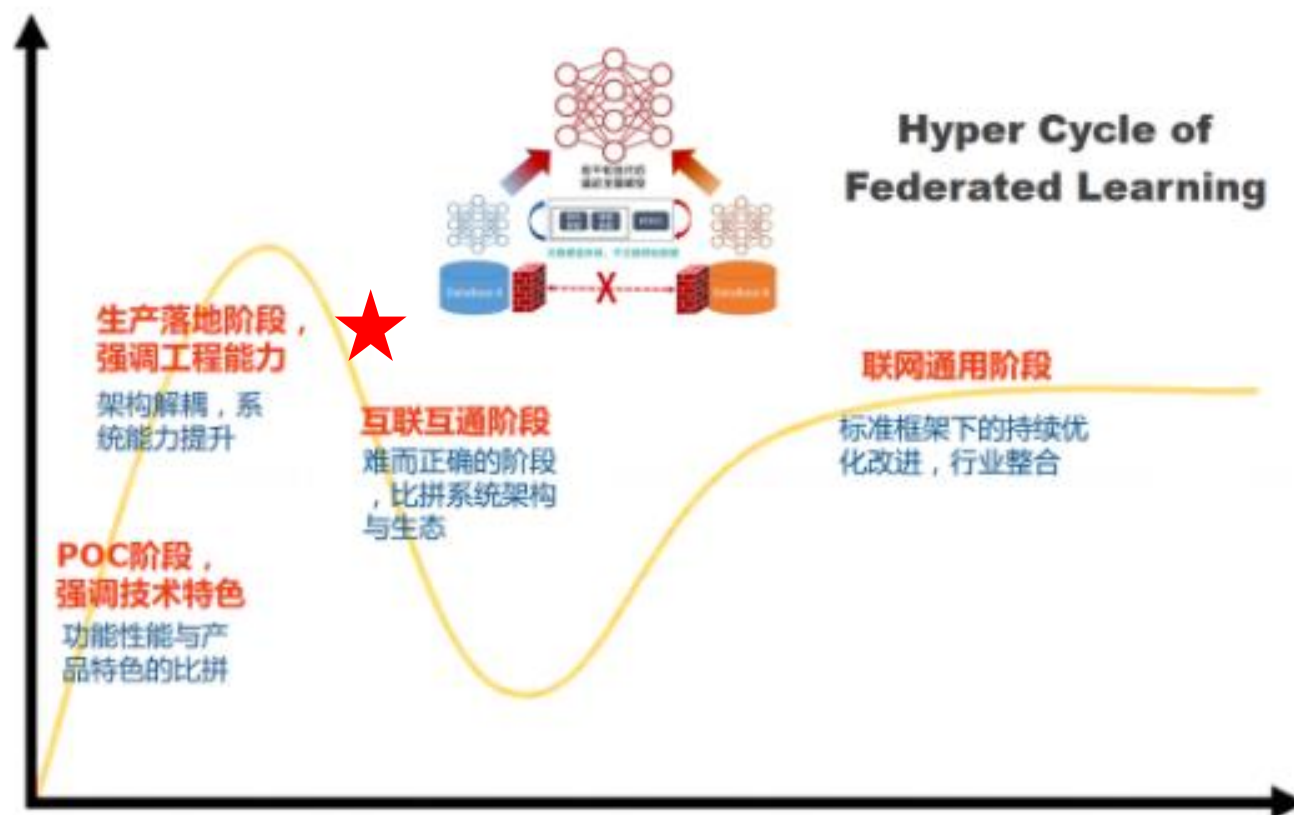 Hyper Cycle of
Federated Learning
DataBase A
DataBase B
X
生产落地阶段，
强调工程能力
架构解耦，系
统能力提升
POC阶段，
强调技术特色
功能性能与产
品特色的比拼
互联互通阶段
难而正确的阶段
，比拼系统架构
与生态
联网通用阶段
标准框架下的持续优
化改进，行业整合